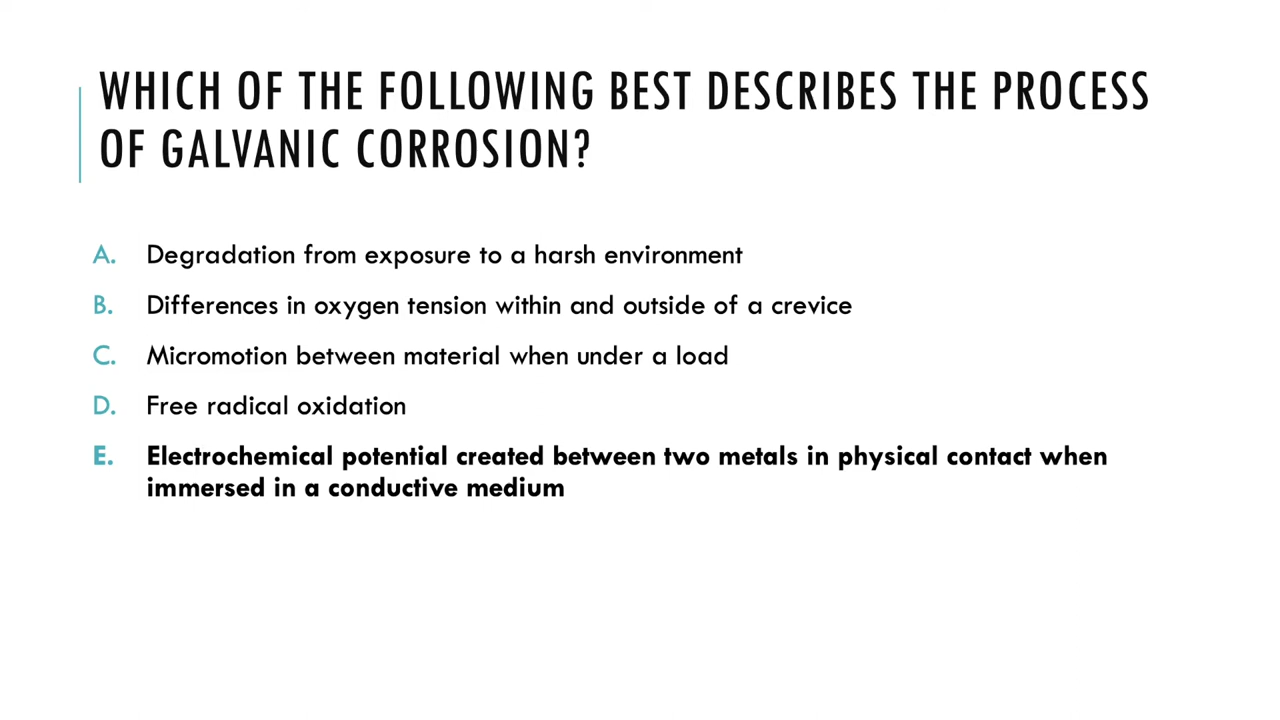 WHICH OF THE FOLLOWING BEST DESCRIBES THE PROCESS
OF GALVANIC CORROSION?
A. Degradation from exposure to a harsh environment
B. Differences in oxygen tension within and outside of a crevice
C. Micromotion between material when under a load
D. Free radical oxidation
E. Electrochemical potential created between two metals in physical contact when
immersed in a conductive medium